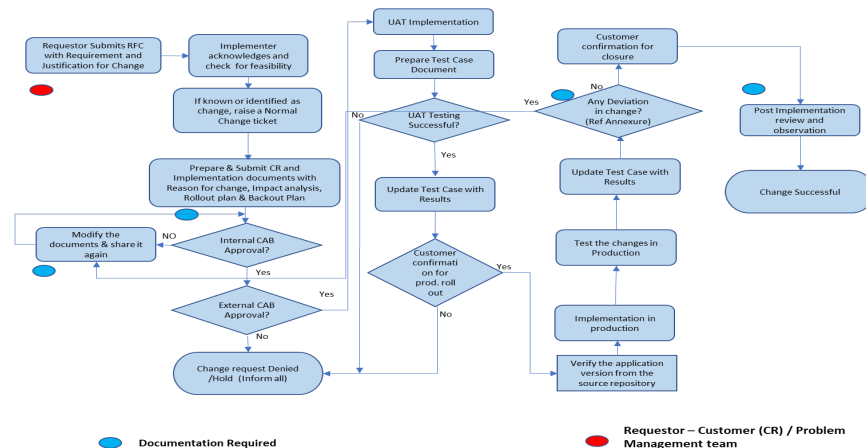 Requestor Submits RFC
with Requirement and
Justification for Change
Implementer
acknowledges and
check for feasibility
If known or identified as
change, raise a Normal
Change ticket
Prepare & Submit CR and
Implementation documents with
Reason for change, Impact analysis,
Rollout plan & Backout Plan
Modify the
documents & share it
again
NO
Internal CAB
Approval?
Yes
External CAB
Approval?
Yes
No
Change request Denied
/Hold (Inform all)
UAT Implementation
Prepare Test Case
Document
No
UAT Testing
Successful?
Yes
Update Test Case with
Results
Customer
confirmati
on for
prod. roll
out
Yes
No
Customer
confirmation for
closure
No
Yes
Any Deviation
in change?
(Ref Annexure)
Update Test Case with
Results
Test the changes in
Production
Implementation in
production
Verify the application
version from the
source repository
Post Implementation
review and
observation
Change Successful
Documentation Required
Requestor – Customer (CR) / Problem
Management team